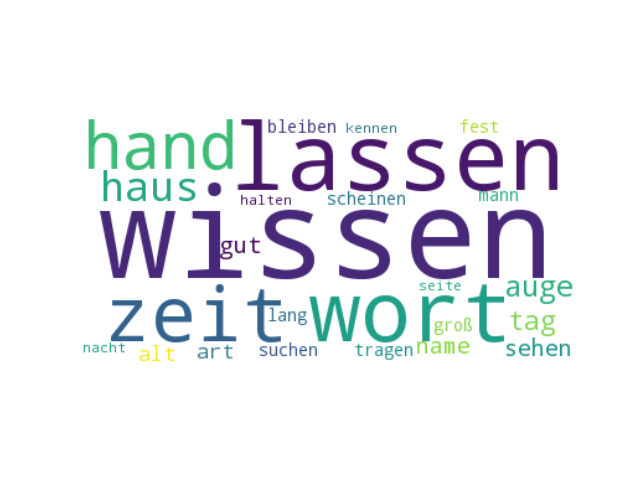 bleiben kennen fest
hand lassen
haus halten scheinen mann
wissen
gut
seite auge
zeit lang wort groß tag
nacht alt art suchen tragen name sehen